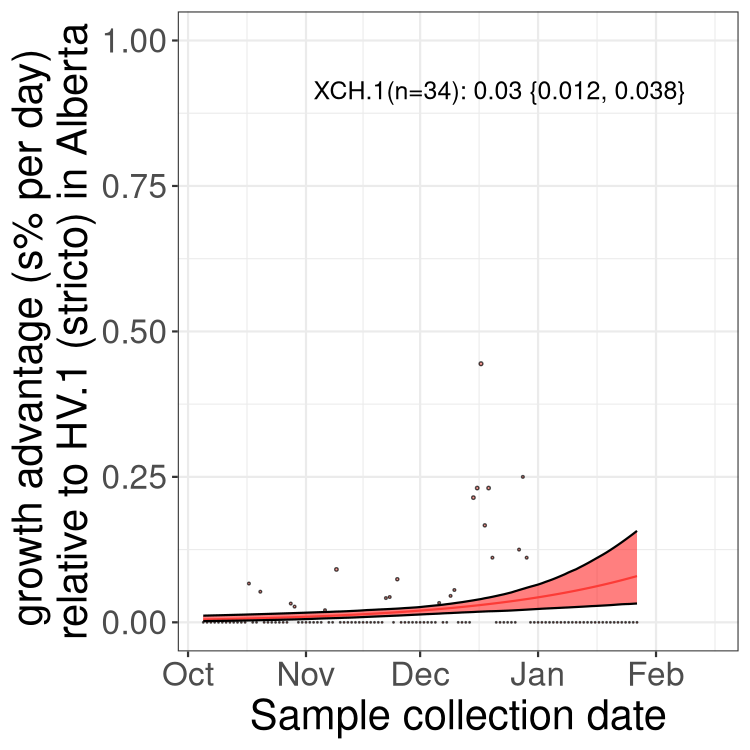 growth advantage (s% per day)
relative to HV.1 (stricto) in Alberta
1.00
0.75
0.50
0.25
0.00
XCH.1(n=34): 0.03 {0.012, 0.038}
Oct Nov Dec Jan Feb
Sample collection date